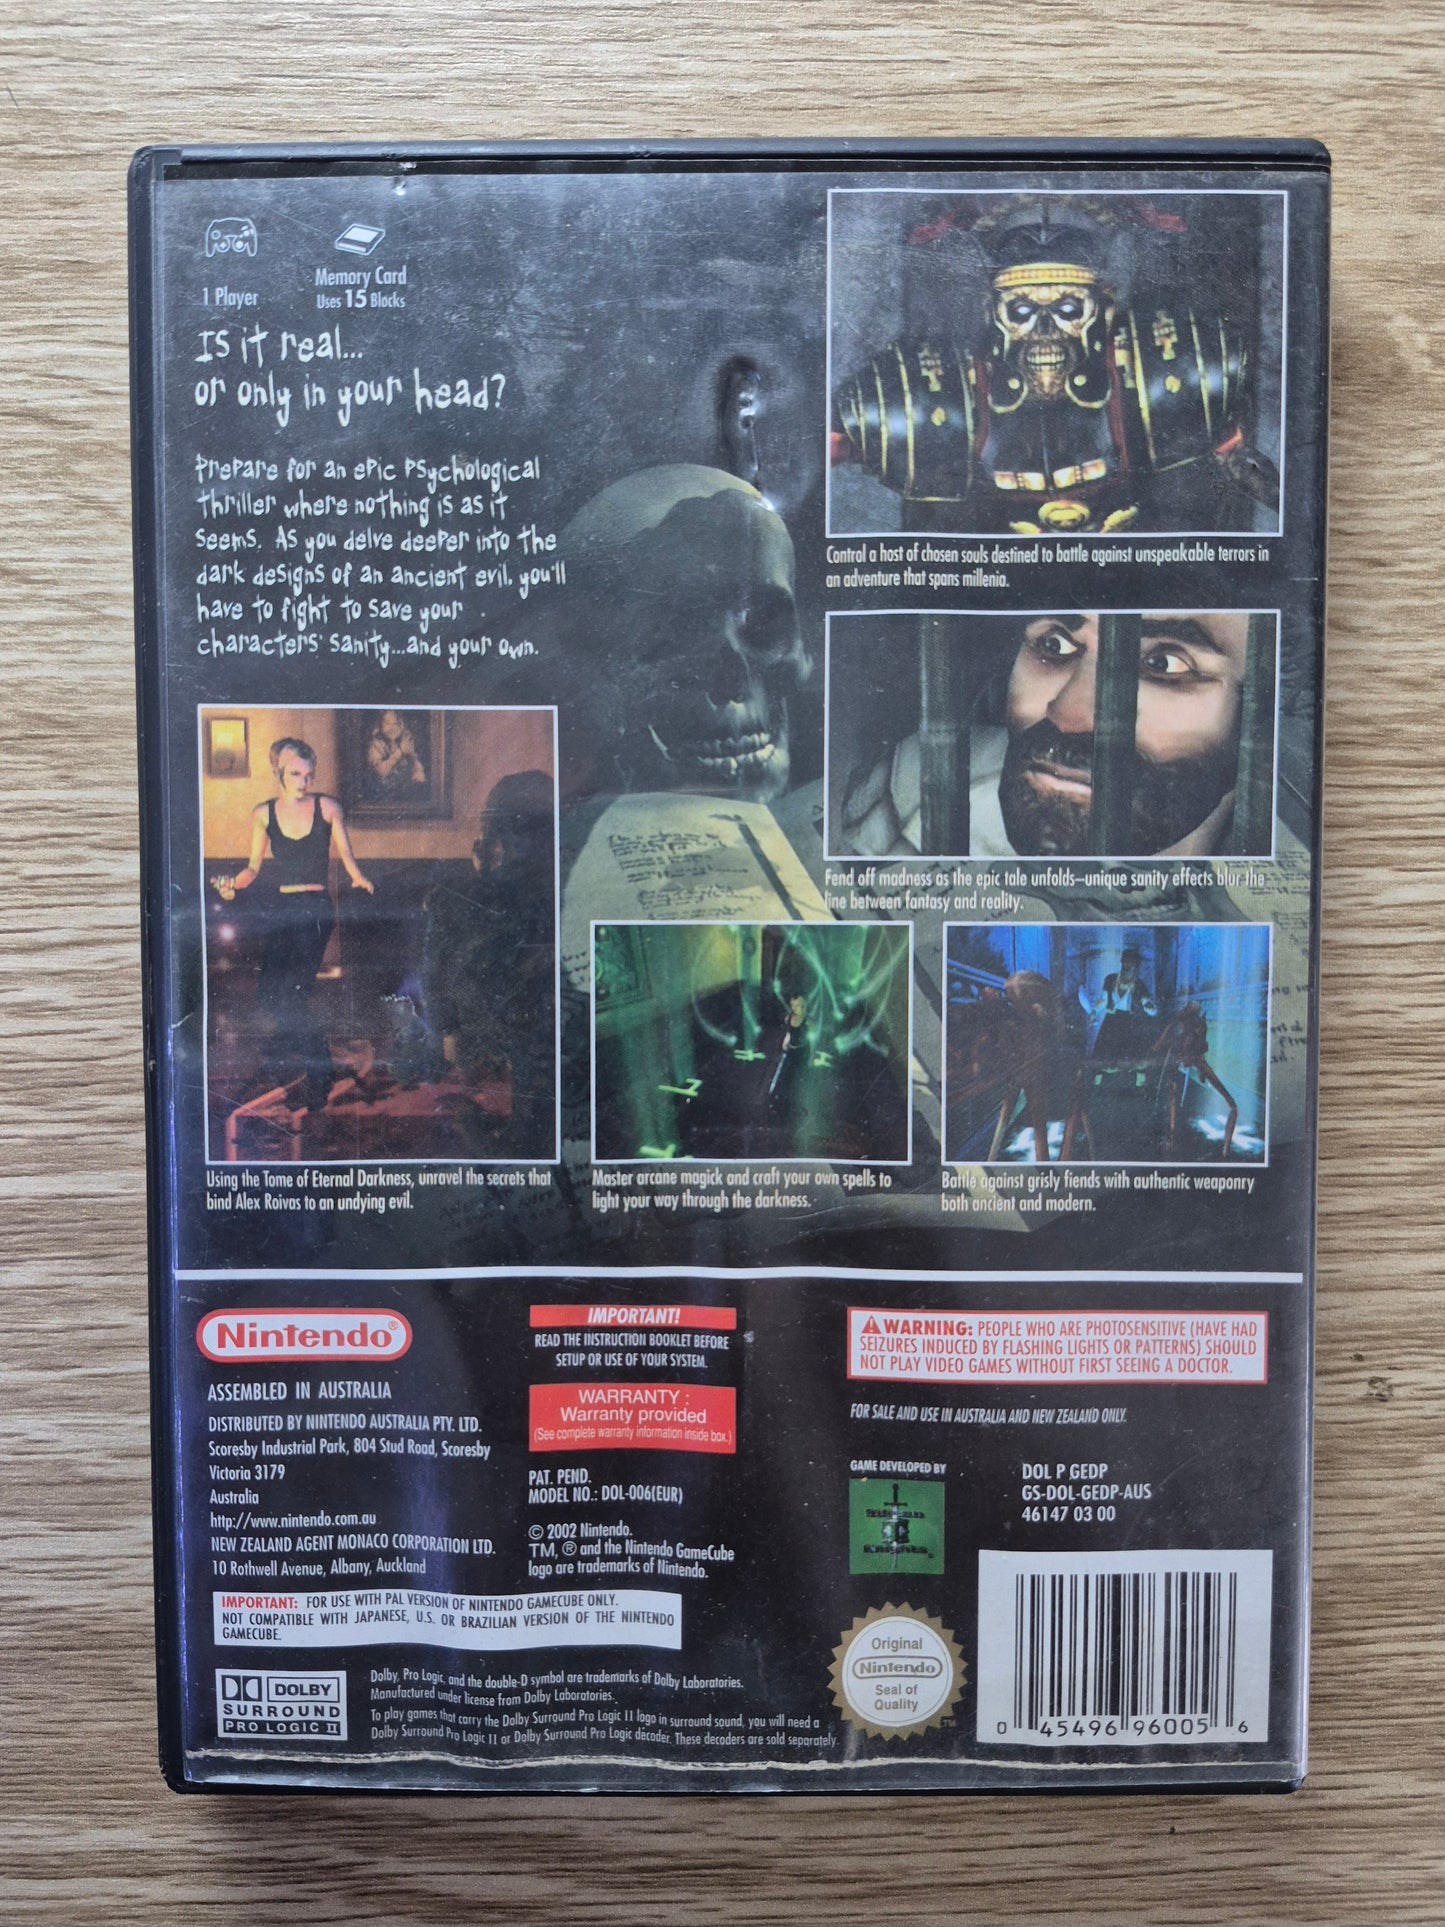 1 Player
Memory Card
Uses 15 Blocks
Is it real...
or only in your head?
Prepare for an epic psychological
thriller where nothing is as it
seems. As you delve deeper into the
dark designs of an ancient evil, you'll
have to fight to save your
characters' sanity...and your own.
Control a host of chosen souls destined to battle against unspeakable terrors in
an adventure that spans millenia.
Fend off madness as the epic tale unfolds–unique sanity effects blur the
line between fantasy and reality.
Using the Tome of Eternal Darkness, unravel the secrets that
bind Alex Roivas to an undying evil.
Master arcane magick and craft your own spells to
light your way through the darkness.
Battle against grisly fiends with authentic weaponry
both ancient and modern.
Nintendo®
ASSEMBLED IN AUSTRALIA
DISTRIBUTED BY NINTENDO AUSTRALIA PTY. LTD.
Scoresby Industrial Park, 804 Stud Road, Scoresby
Victoria 3179
Australia
http://www.nintendo.com.au
NEW ZEALAND AGENT MONACO CORPORATION LTD.
10 Rothwell Avenue, Albany, Auckland
IMPORTANT!
READ THE INSTRUCTION BOOKLET BEFORE
SETUP OR USE OF YOUR SYSTEM.
WARRANTY :
Warranty provided
(See complete warranty information inside box.)
PAT. PEND.
MODEL NO.: DOL-006(EUR)
© 2002 Nintendo.
TM, ® and the Nintendo GameCube
logo are trademarks of Nintendo.
WARNING: PEOPLE WHO ARE PHOTOSENSITIVE (HAVE HAD
SEIZURES INDUCED BY FLASHING LIGHTS OR PATTERNS) SHOULD
NOT PLAY VIDEO GAMES WITHOUT FIRST SEEING A DOCTOR.
FOR SALE AND USE IN AUSTRALIA AND NEW ZEALAND ONLY.
GAME DEVELOPED BY
Silicon
Knights
DOL P GEDP
GS-DOL-GEDP-AUS
46147 03 00
IMPORTANT: FOR USE WITH PAL VERSION OF NINTENDO GAMECUBE ONLY.
NOT COMPATIBLE WITH JAPANESE, U.S. OR BRAZILIAN VERSION OF THE NINTENDO
GAMECUBE.
DOLBY
SURROUND
PRO LOGIC II
Dolby, Pro Logic, and the double-D symbol are trademarks of Dolby Laboratories.
Manufactured under license from Dolby Laboratories.
To play games that carry the Dolby Surround Pro Logic II logo in surround sound, you will need a
Dolby Surround Pro Logic II or Dolby Surround Pro Logic decoder. These decoders are sold separately.
Original
Nintendo
Seal of
Quality
TM
0 45496 96005 6